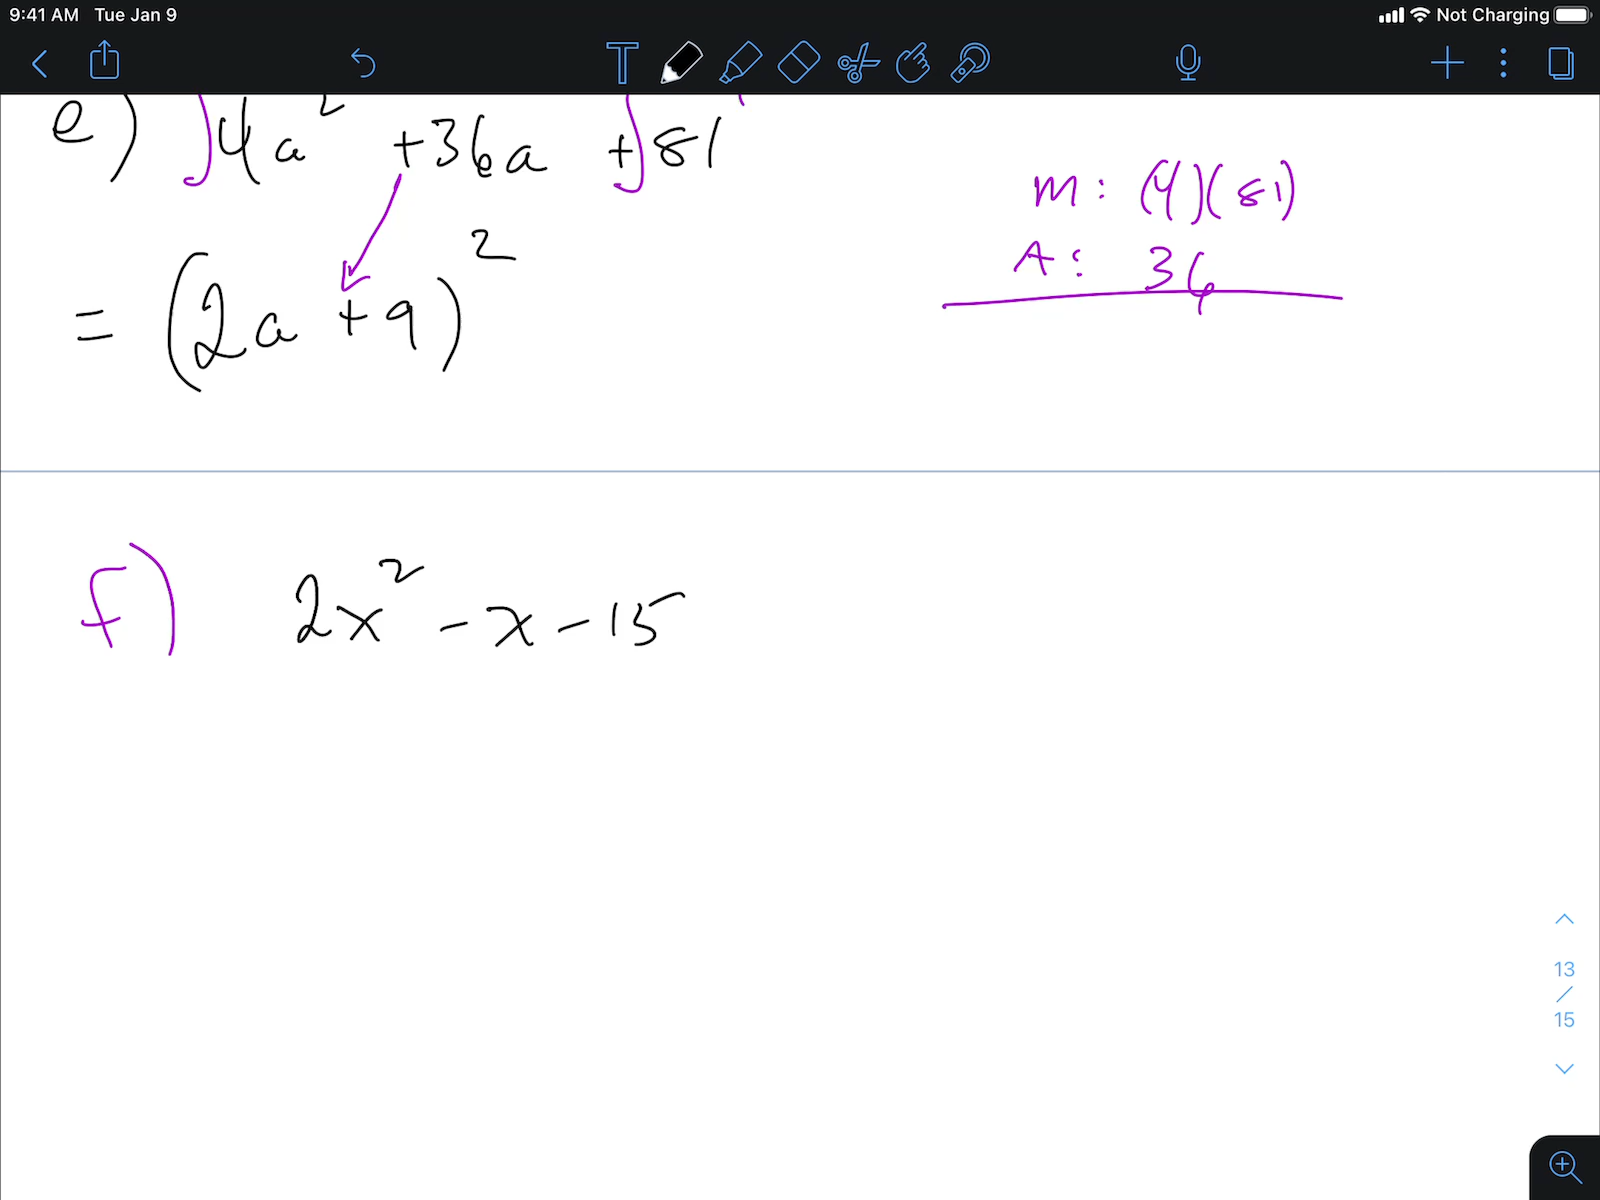 9:41 AM Tue Jan 9
Not Charging
T
e) 4a² +36a +81
= (2a +9)²
M: (4)(81)
A: 36
f) 2x² - x - 15
13
/
15